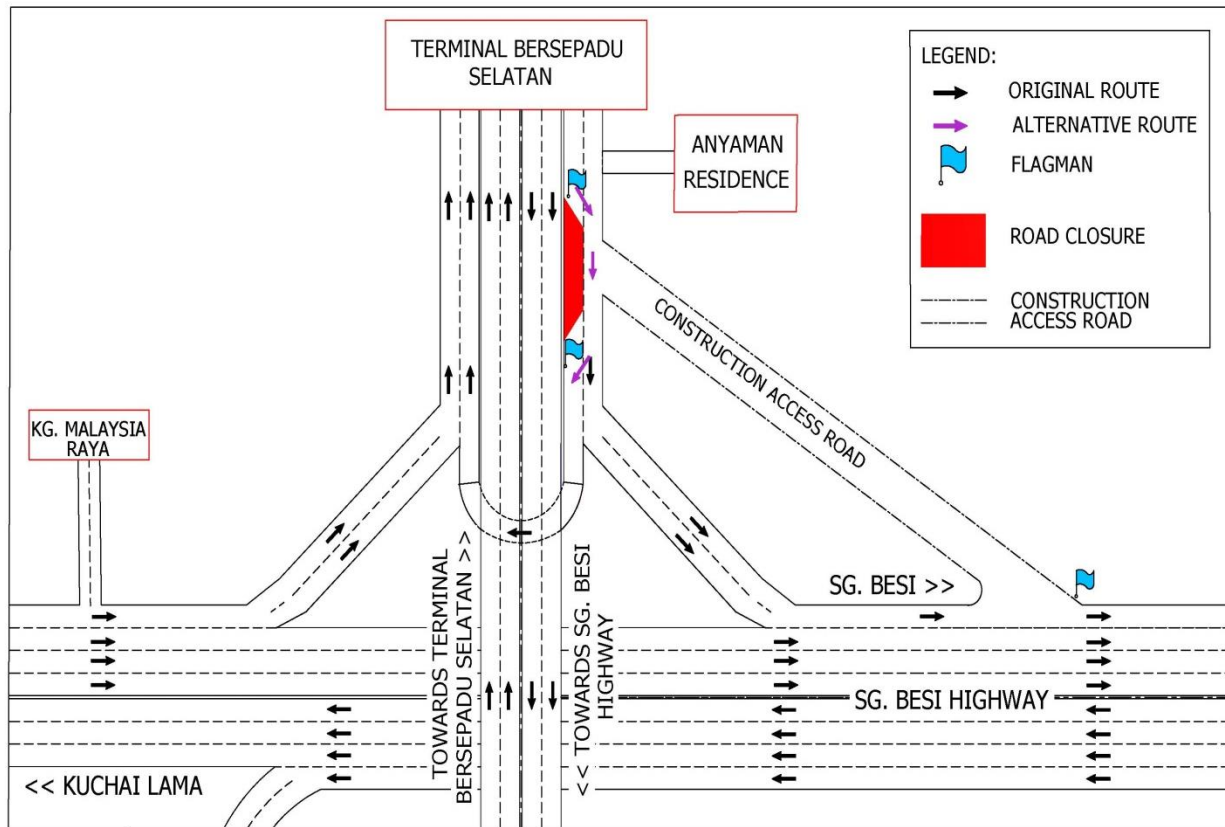 TERMINAL BERSEPADU
SELATAN
ANYAMAN
RESIDENCE
LEGEND:
ORIGINAL ROUTE
ALTERNATIVE ROUTE
FLAGMAN
ROAD CLOSURE
CONSTRUCTION
ACCESS ROAD
CONSTRUCTION ACCESS ROAD
KG. MALAYSIA
RAYA
TOWARDS TERMINAL
BERSEPADU SELATAN >>
<< TOWARDS SG. BESI
HIGHWAY
SG. BESI >>
SG. BESI HIGHWAY
<< KUCHAI LAMA